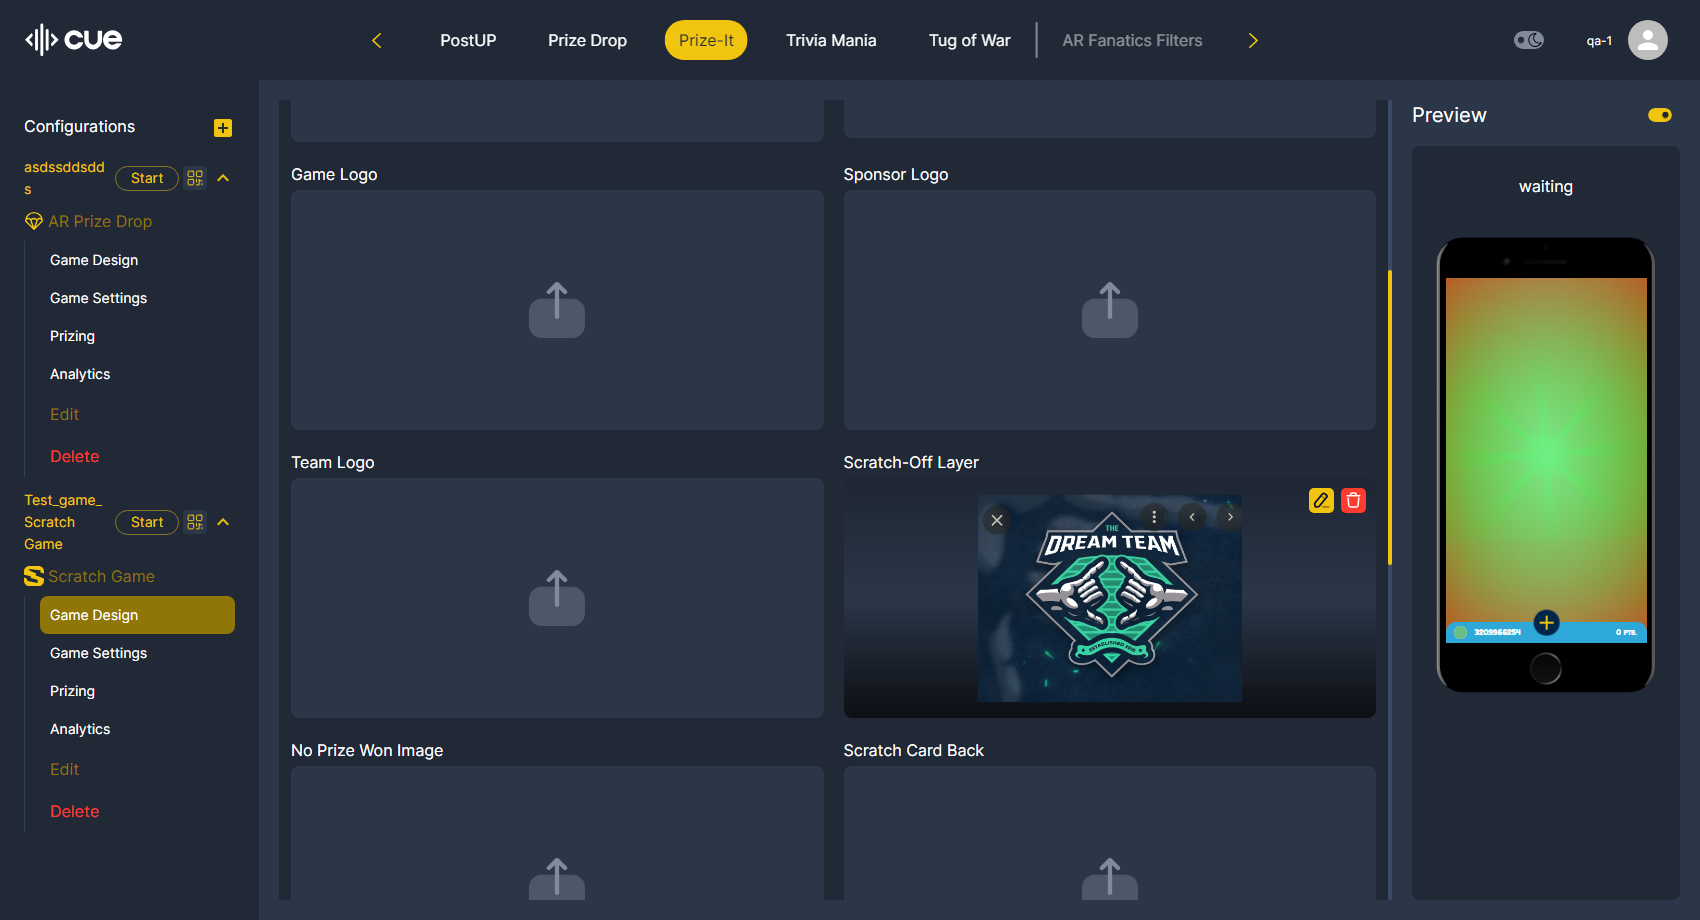 cue
PostUP
Prize Drop
Prize-It
Trivia Mania
Tug of War
AR Fanatics Filters
qa-1
Configurations
asdssddsdd
s
Start
AR Prize Drop
Game Design
Game Settings
Prizing
Analytics
Edit
Delete
Test_game_
Scratch
Game
Start
Scratch Game
Game Design
Game Settings
Prizing
Analytics
Edit
Delete
Game Logo
Sponsor Logo
Team Logo
Scratch-Off Layer
THE
DREAM TEAM
No Prize Won Image
Scratch Card Back
Preview
waiting
3209966254
0 PTS.